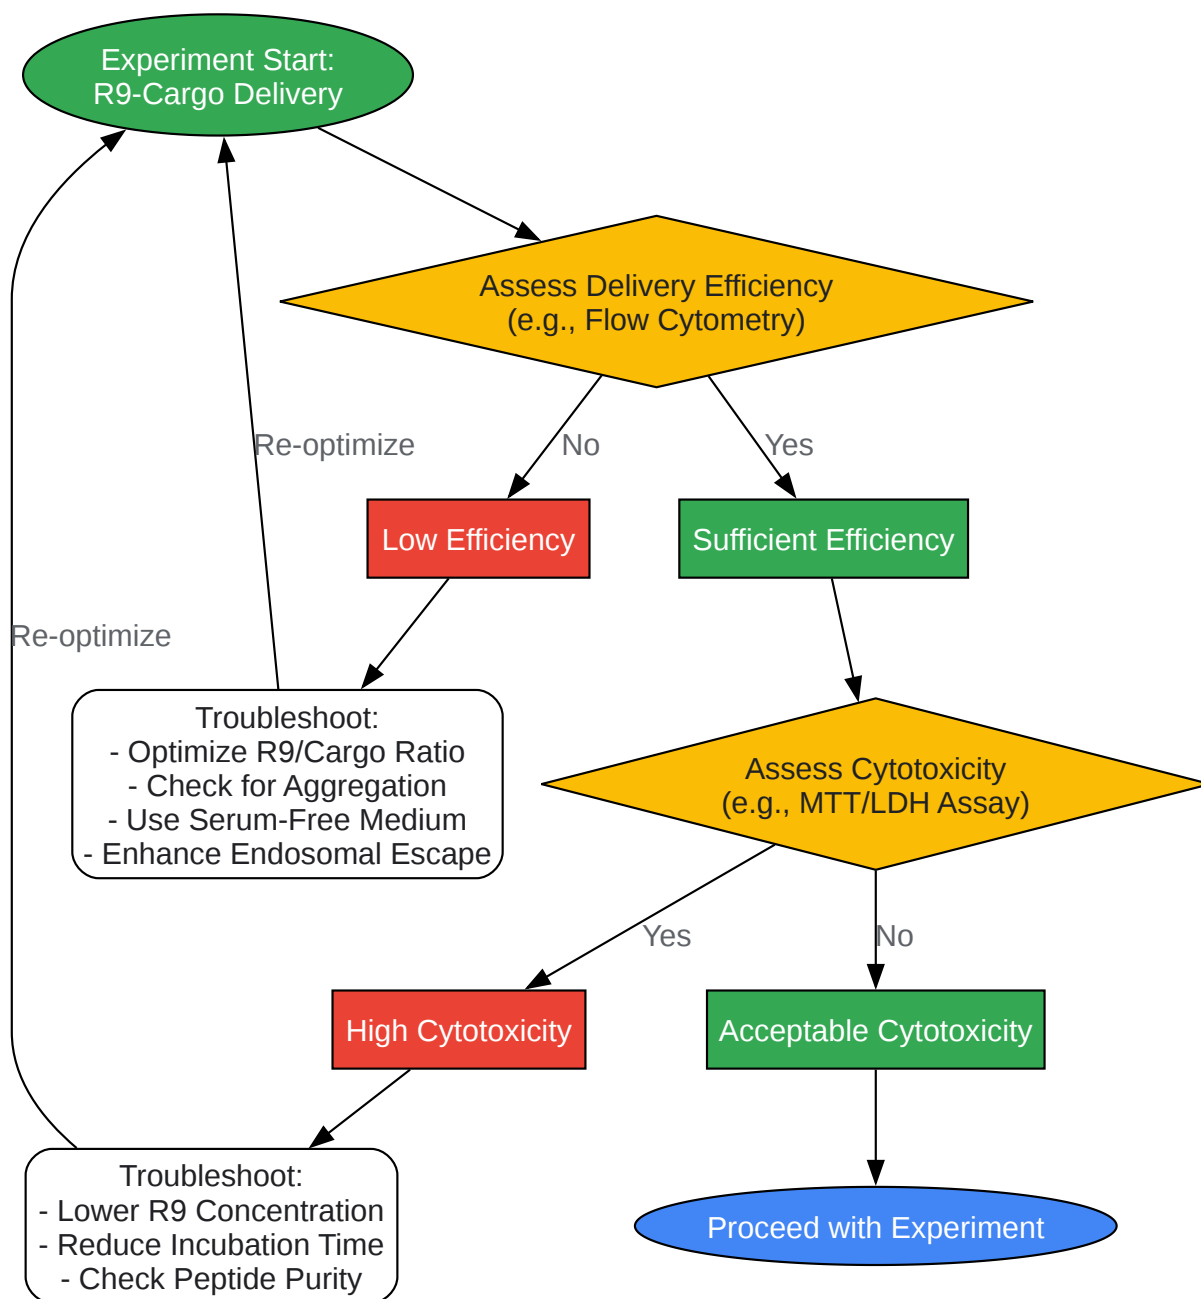 Experiment Start:
R9-Cargo Delivery
Assess Delivery Efficiency
(e.g., Flow Cytometry)
Re-optimize
No
Yes
Low Efficiency
Sufficient Efficiency
Re-optimize
Troubleshoot:
- Optimize R9/Cargo Ratio
- Check for Aggregation
- Use Serum-Free Medium
- Enhance Endosomal Escape
Assess Cytotoxicity
(e.g., MTT/LDH Assay)
Yes
No
High Cytotoxicity
Acceptable Cytotoxicity
Troubleshoot:
- Lower R9 Concentration
- Reduce Incubation Time
- Check Peptide Purity
Proceed with Experiment